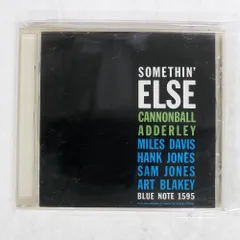 SOMETHIN'
ELSE
CANNONBALL
ADDERLEY
MILES DAVIS
HANK JONES
SAM JONES
ART BLAKEY
BLUE NOTE 1595